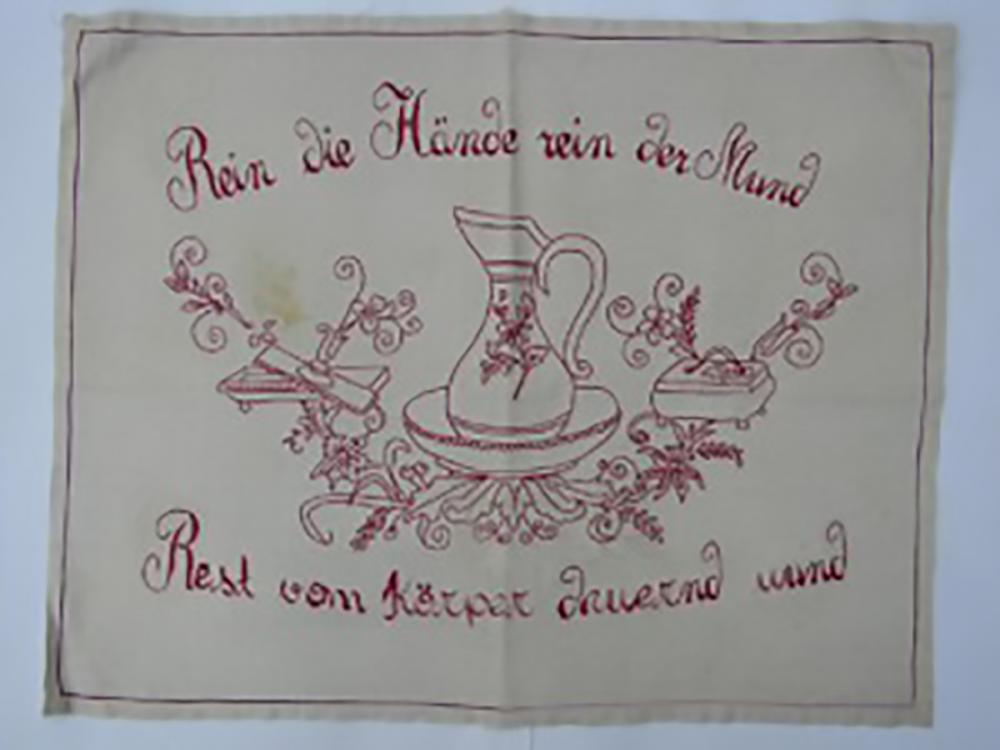 Rein die Hände rein der Mund
Rest vom Körper dauernd wund